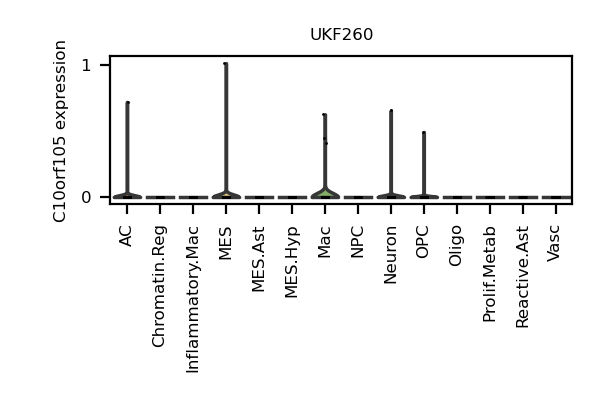 UKF260
C10orf105 expression
1
0
AC
Chromatin.Reg
Inflammatory.Mac
MES
MES.Ast
MES.Hyp
Mac
NPC
Neuron
OPC
Oligo
Prolif.Metab
Reactive.Ast
Vasc